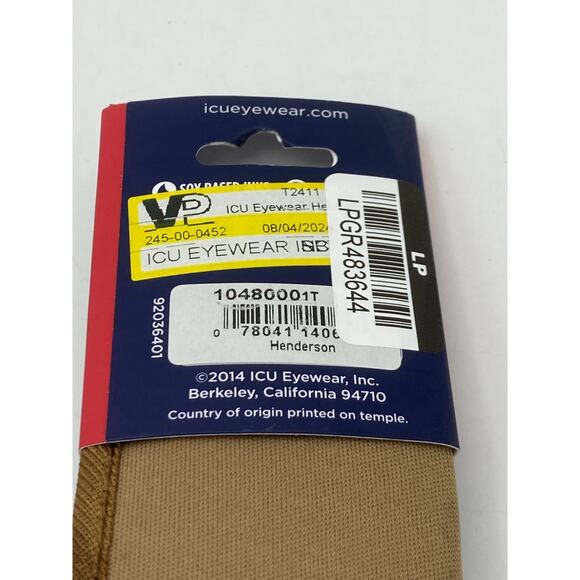 icueyewear.com
SOY BASED INKS
T2411
VP
ICU Eyewear He
245-00-0452
08/04/2024
ICU EYEWEAR
LPGR483644
LP
10480001T
0 78041 1406
Henderson
92036401
©2014 ICU Eyewear, Inc.
Berkeley, California 94710
Country of origin printed on temple.